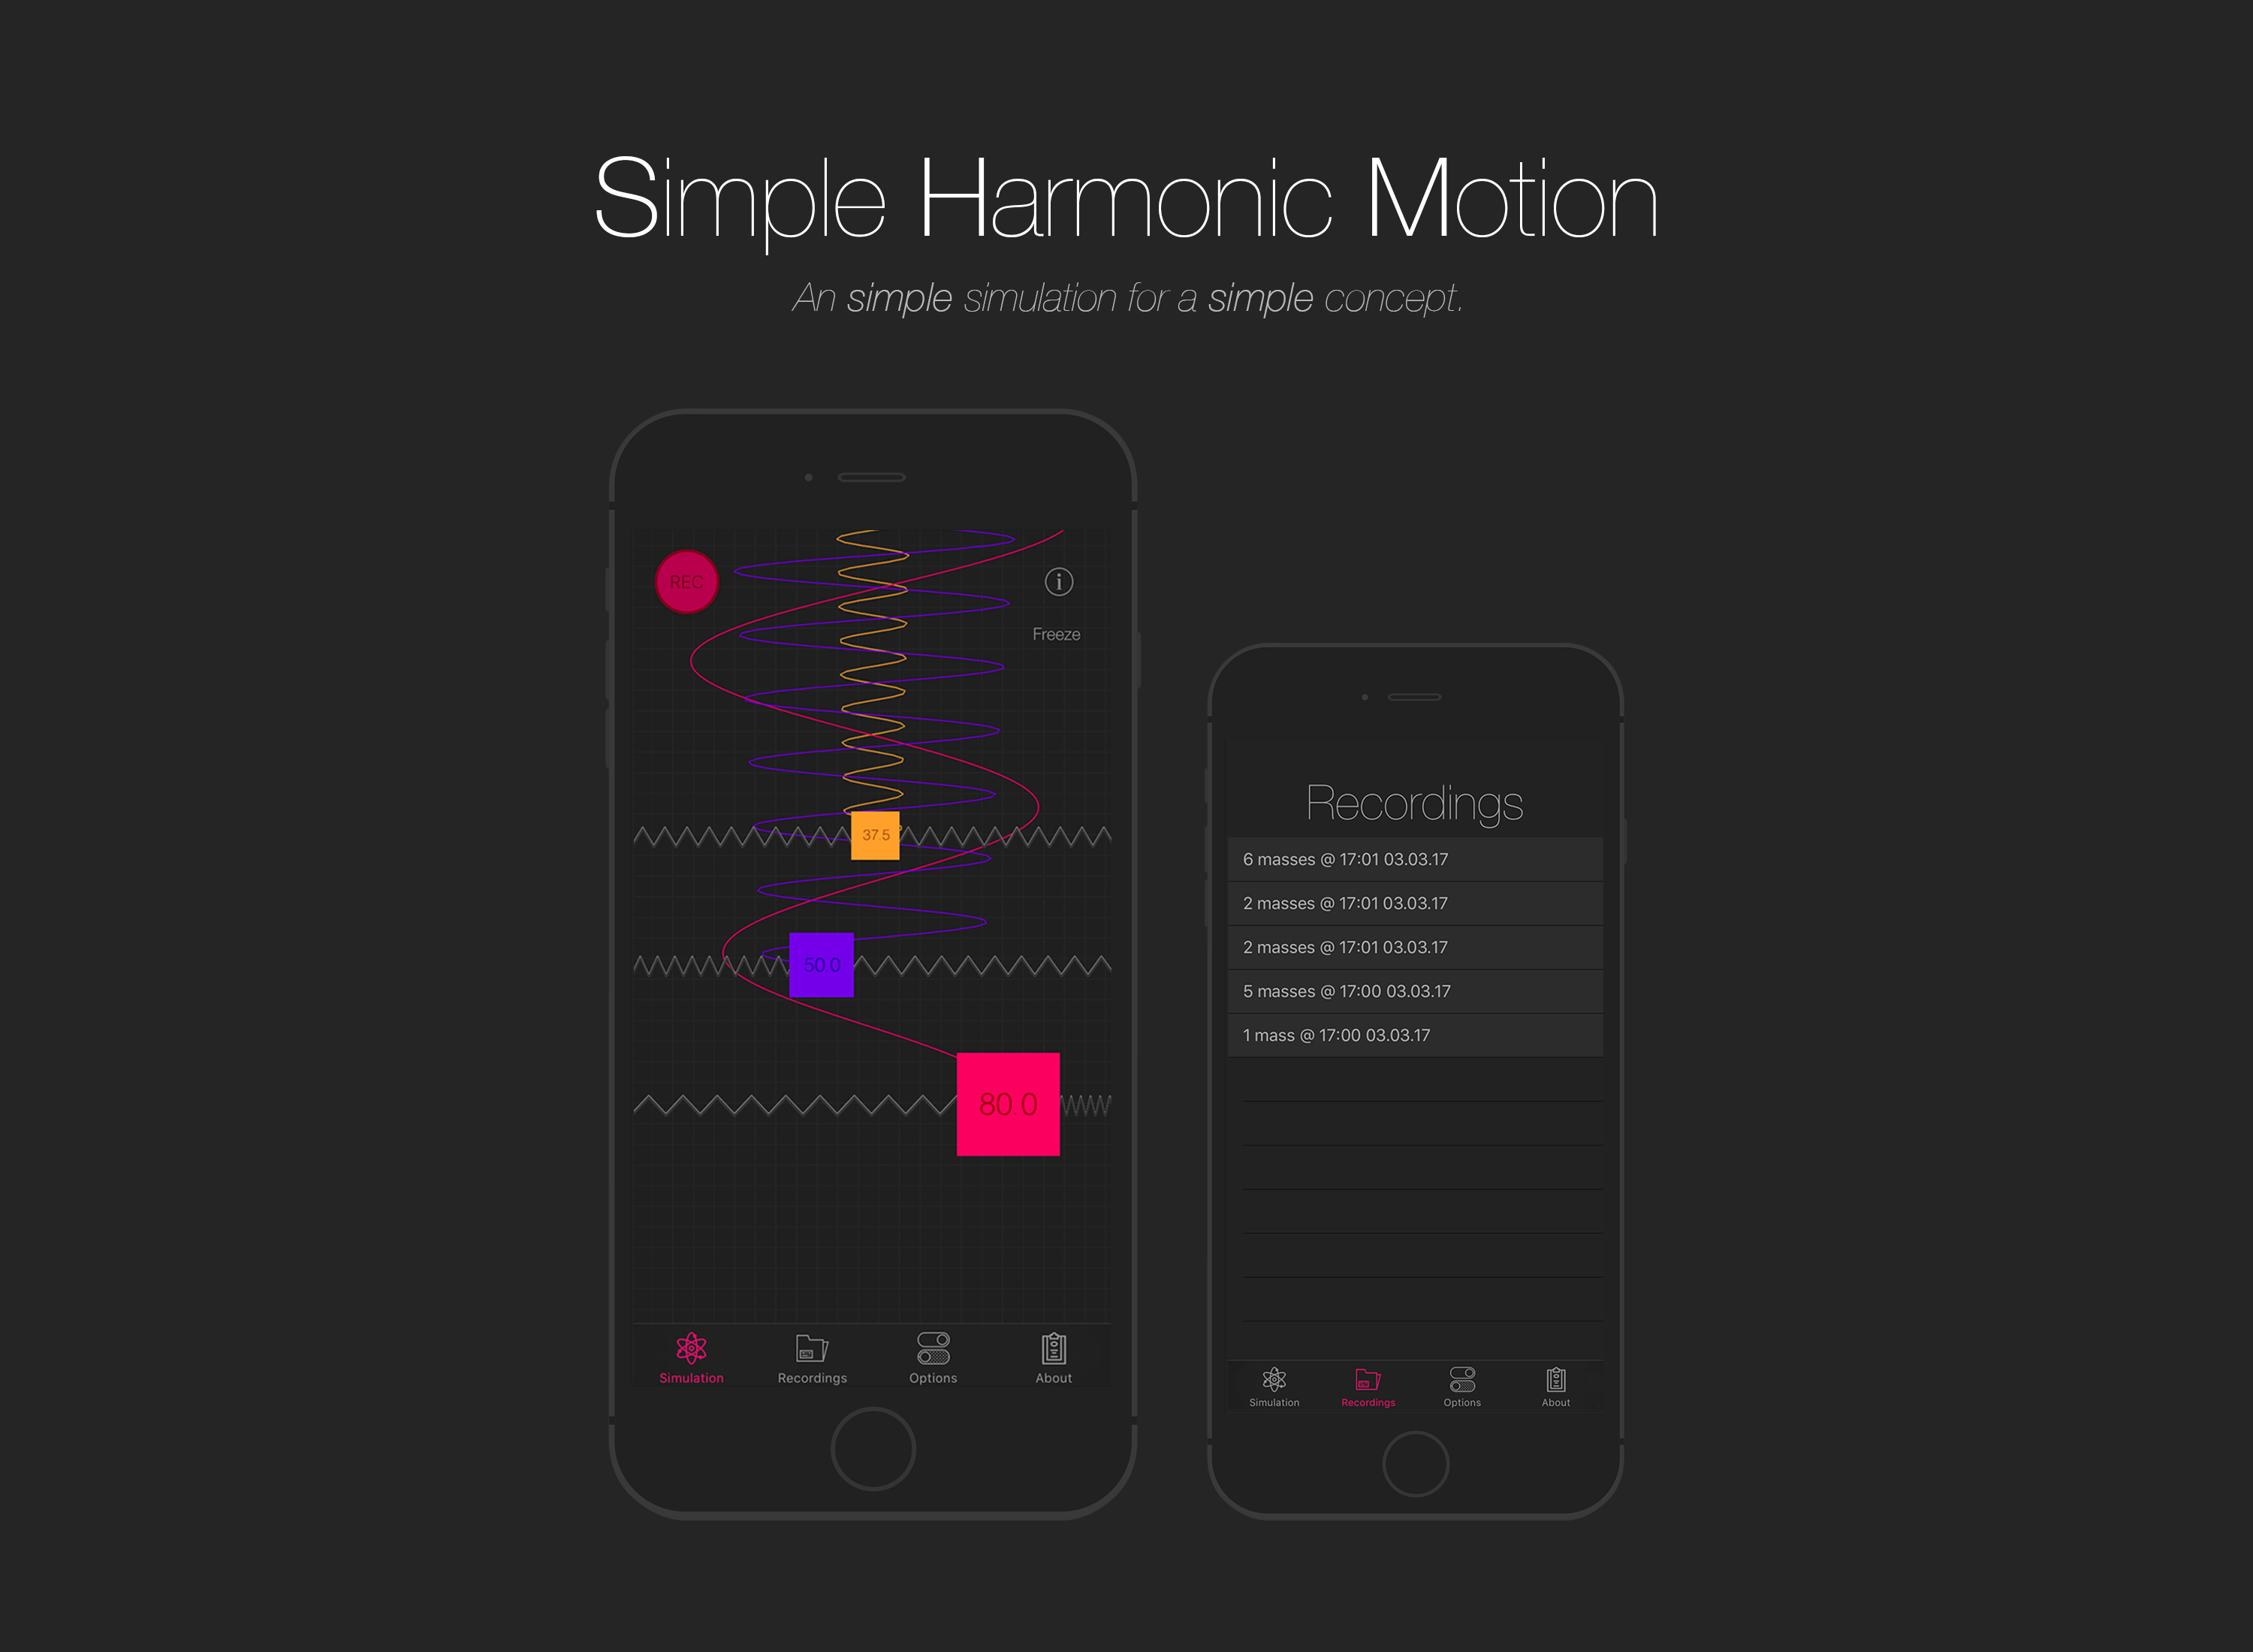 Simple Harmonic Motion
An simple simulation for a simple concept.
REC
i
Freeze
37.5
50.0
80.0
Simulation
Recordings
Options
About
Recordings
6 masses @ 17:01 03.03.17
2 masses @ 17:01 03.03.17
2 masses @ 17:01 03.03.17
5 masses @ 17:00 03.03.17
1 mass @ 17:00 03.03.17
Simulation
Recordings
Options
About